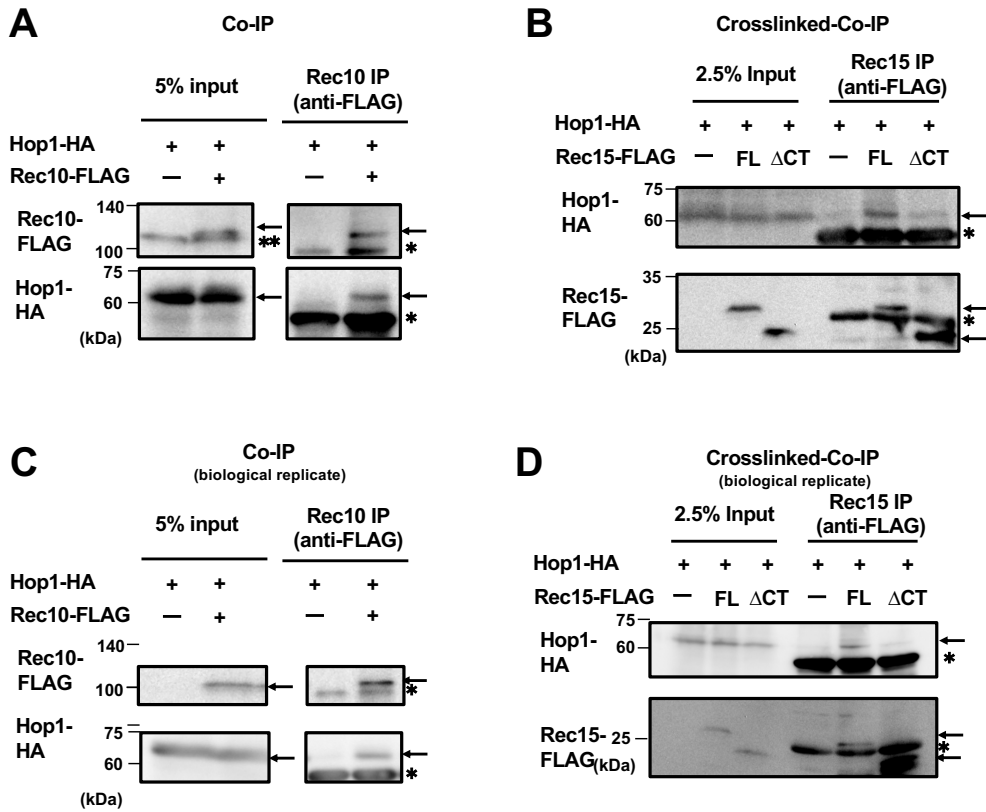 A
Co-IP
5% input
Rec10 IP
(anti-FLAG)
Hop1-HA + + + +
Rec10-FLAG — + — +
Rec10-
FLAG
140
100
**
*
Hop1-
HA
75
60
*
(kDa)
B
Crosslinked-Co-IP
2.5% Input
Rec15 IP
(anti-FLAG)
Hop1-HA + + + + + +
Rec15-FLAG — FL ΔCT — FL ΔCT
Hop1-
HA
75
60
*
Rec15-
FLAG
35
25
*
(kDa)
C
Co-IP
(biological replicate)
5% input
Rec10 IP
(anti-FLAG)
Hop1-HA + + + +
Rec10-FLAG — + — +
Rec10-
FLAG
140
100
*
Hop1-
HA
75
60
*
(kDa)
D
Crosslinked-Co-IP
(biological replicate)
2.5% Input
Rec15 IP
(anti-FLAG)
Hop1-HA + + + + + +
Rec15-FLAG — FL ΔCT — FL ΔCT
Hop1-
HA
75
60
*
Rec15-
FLAG
25
(kDa)
*